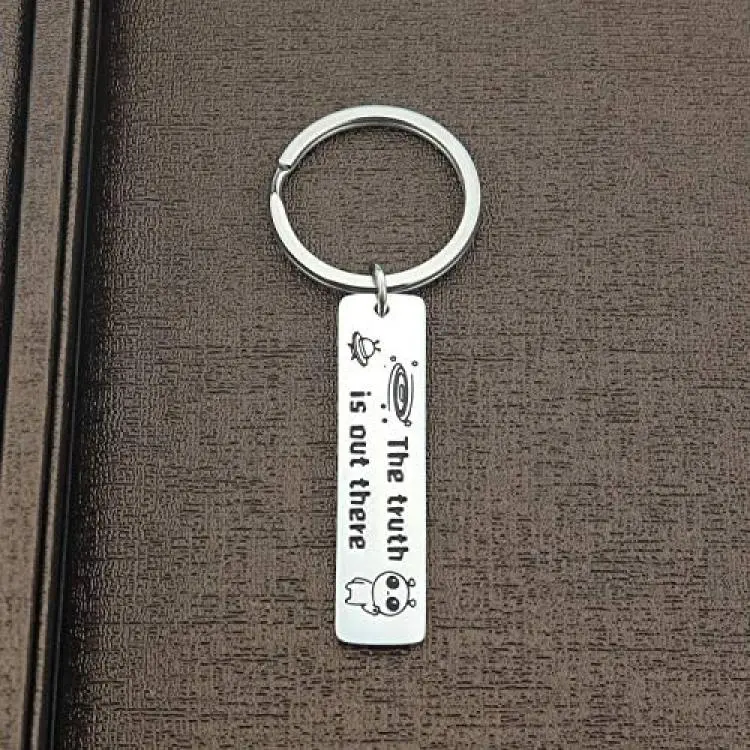 The truth
is out there